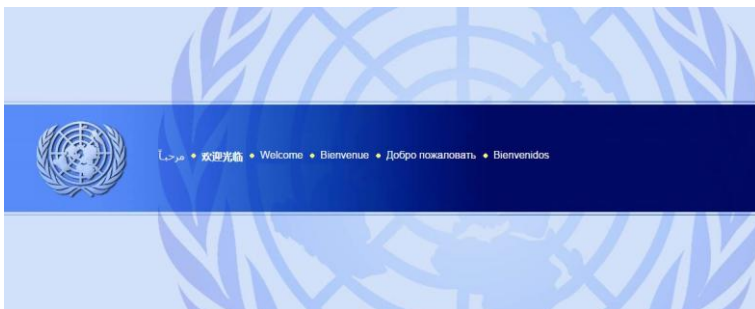 مرحباً ♦ 欢迎光临 ♦ Welcome ♦ Bienvenue ♦ Добро пожаловать ♦ Bienvenidos